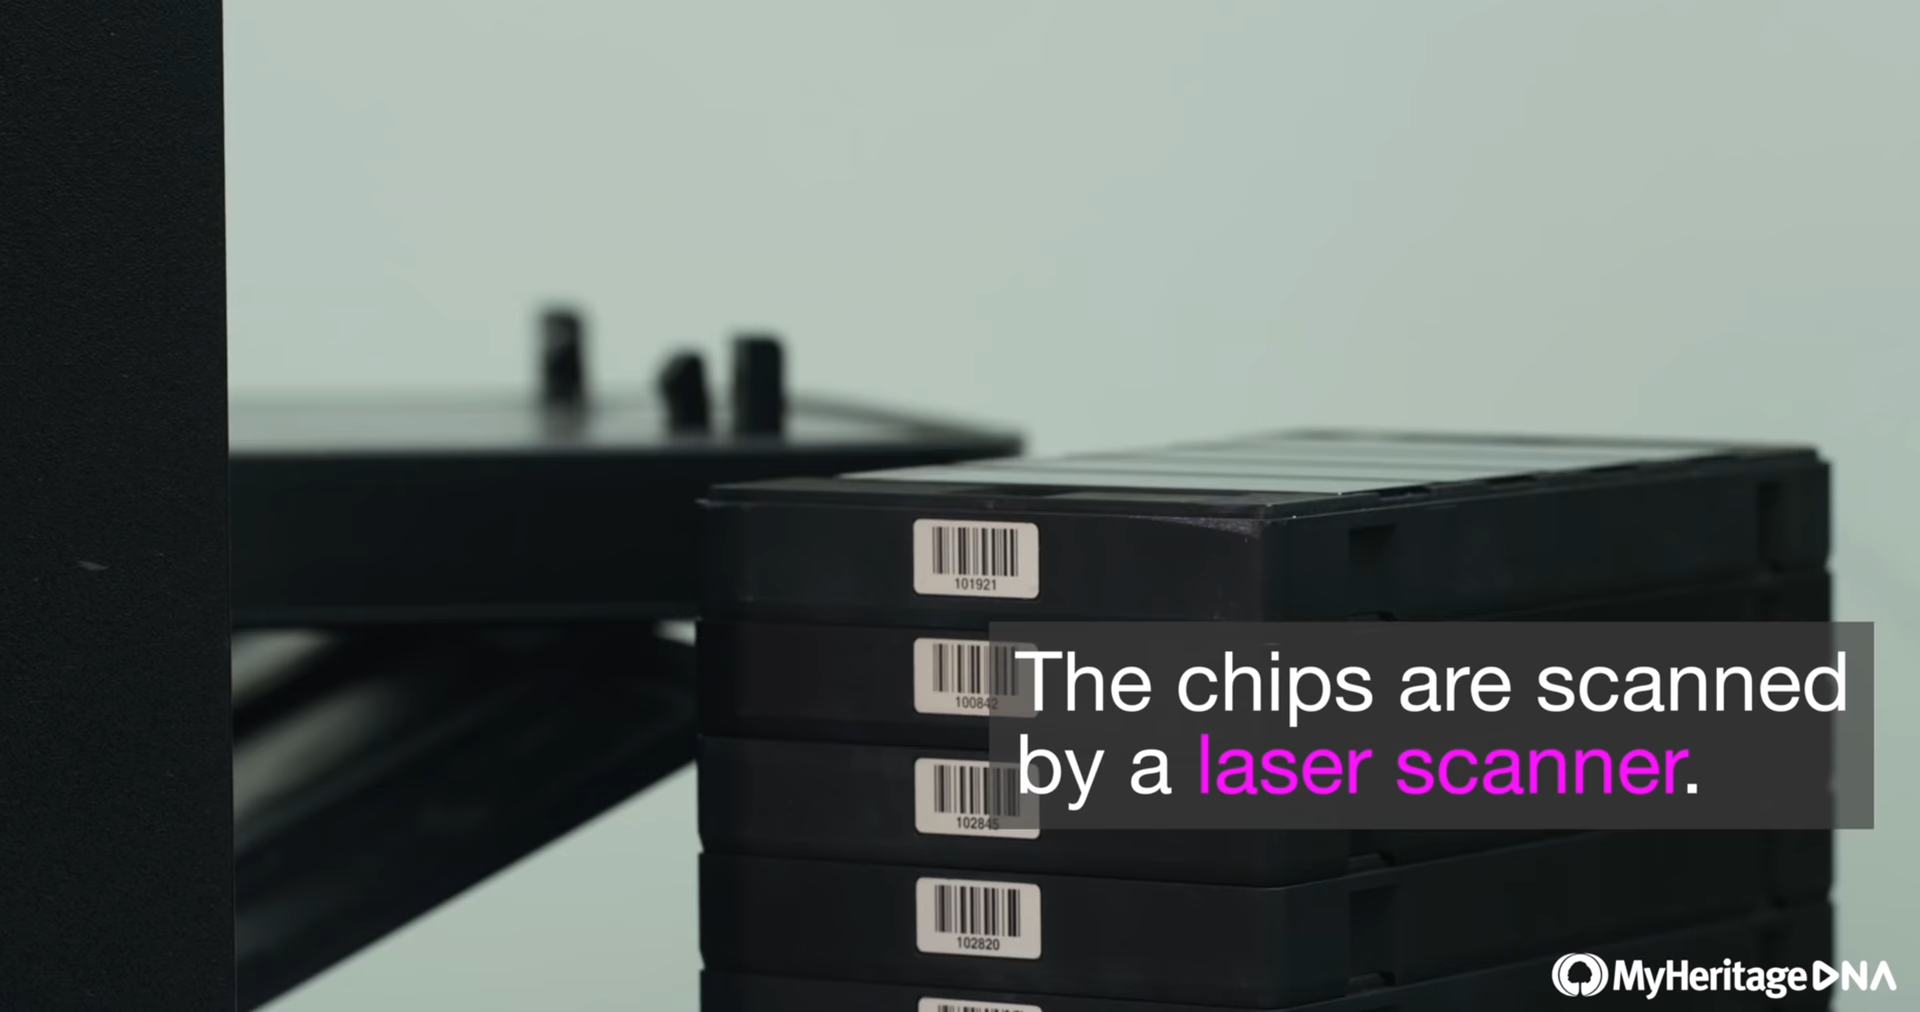 101921
100842
102845
102820
The chips are scanned
by a laser scanner.
MyHeritage DNA